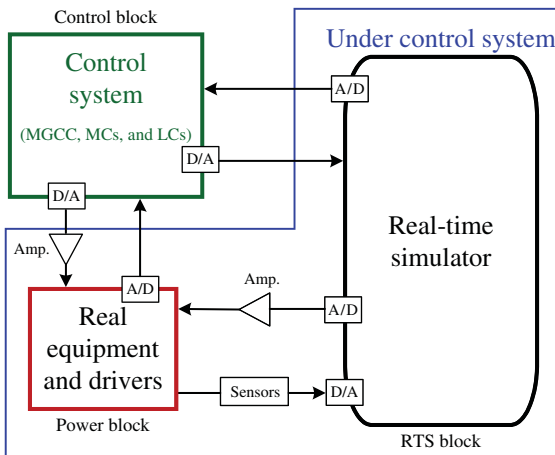 Control block
Under control system
Control
system
(MGCC, MCs, and LCs)
A/D
D/A
D/A
Amp.
Real-time
simulator
A/D
Amp.
A/D
Real
equipment
and drivers
Sensors
D/A
Power block
RTS block